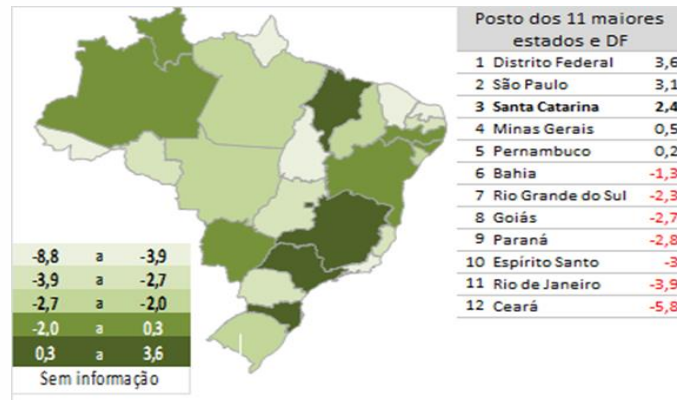 Posto dos 11 maiores
estados e DF
1 Distrito Federal 3,6
2 São Paulo 3,1
3 Santa Catarina 2,4
4 Minas Gerais 0,5
5 Pernambuco 0,2
6 Bahia -1,3
7 Rio Grande do Sul -2,3
8 Goiás -2,7
9 Paraná -2,8
10 Espírito Santo -3
11 Rio de Janeiro -3,9
12 Ceará -5,8
-8,8 a -3,9
-3,9 a -2,7
-2,7 a -2,0
-2,0 a 0,3
0,3 a 3,6
Sem informação